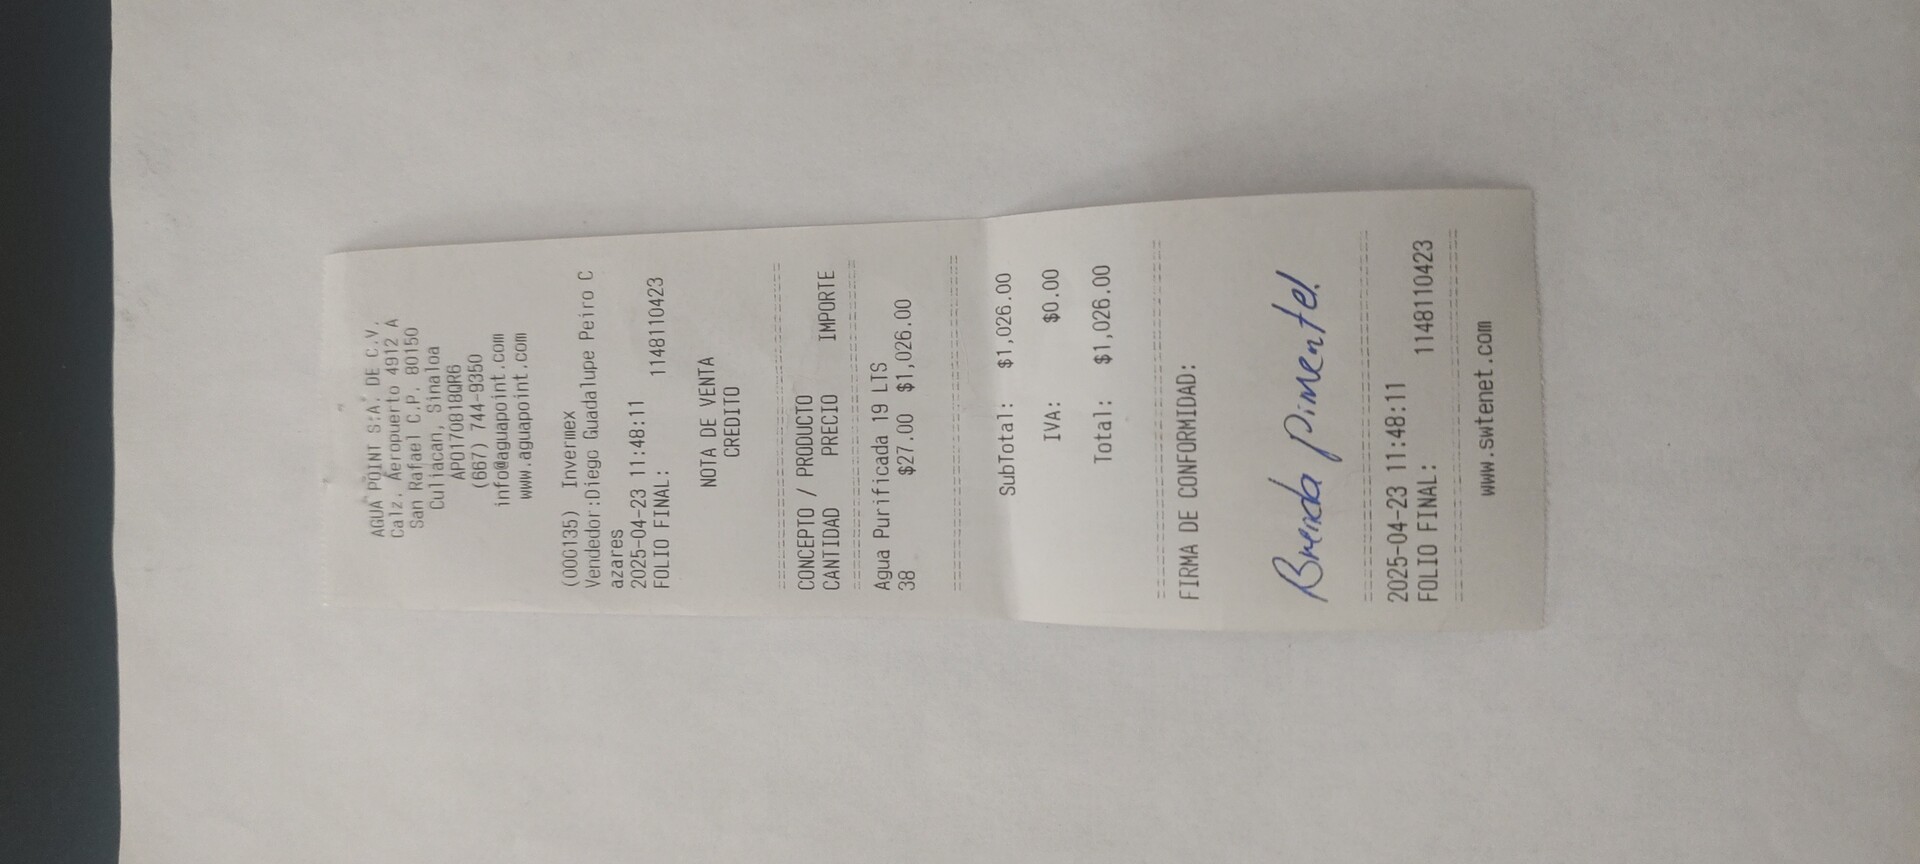 AGUA POINT S.A. DE C.V.
Calz. Aeropuerto 4912 A
San Rafael C.P. 80150
Culiacan, Sinaloa
APO170818QR6
(667) 744-9350
info@aguapoint.com
www.aguapoint.com
(000135) Invermex
Vendedor:Diego Guadalupe Peiro C
azares
2025-04-23 11:48:11
FOLIO FINAL: 1148110423
NOTA DE VENTA
CREDITO
================================
CONCEPTO / PRODUCTO
CANTIDAD PRECIO IMPORTE
================================
Agua Purificada 19 LTS
38 $27.00 $1,026.00
================================
SubTotal: $1,026.00
IVA: $0.00
Total: $1,026.00
================================
FIRMA DE CONFORMIDAD:
Brenda Pimentel
================================
2025-04-23 11:48:11
FOLIO FINAL: 1148110423
================================
www.swtenet.com